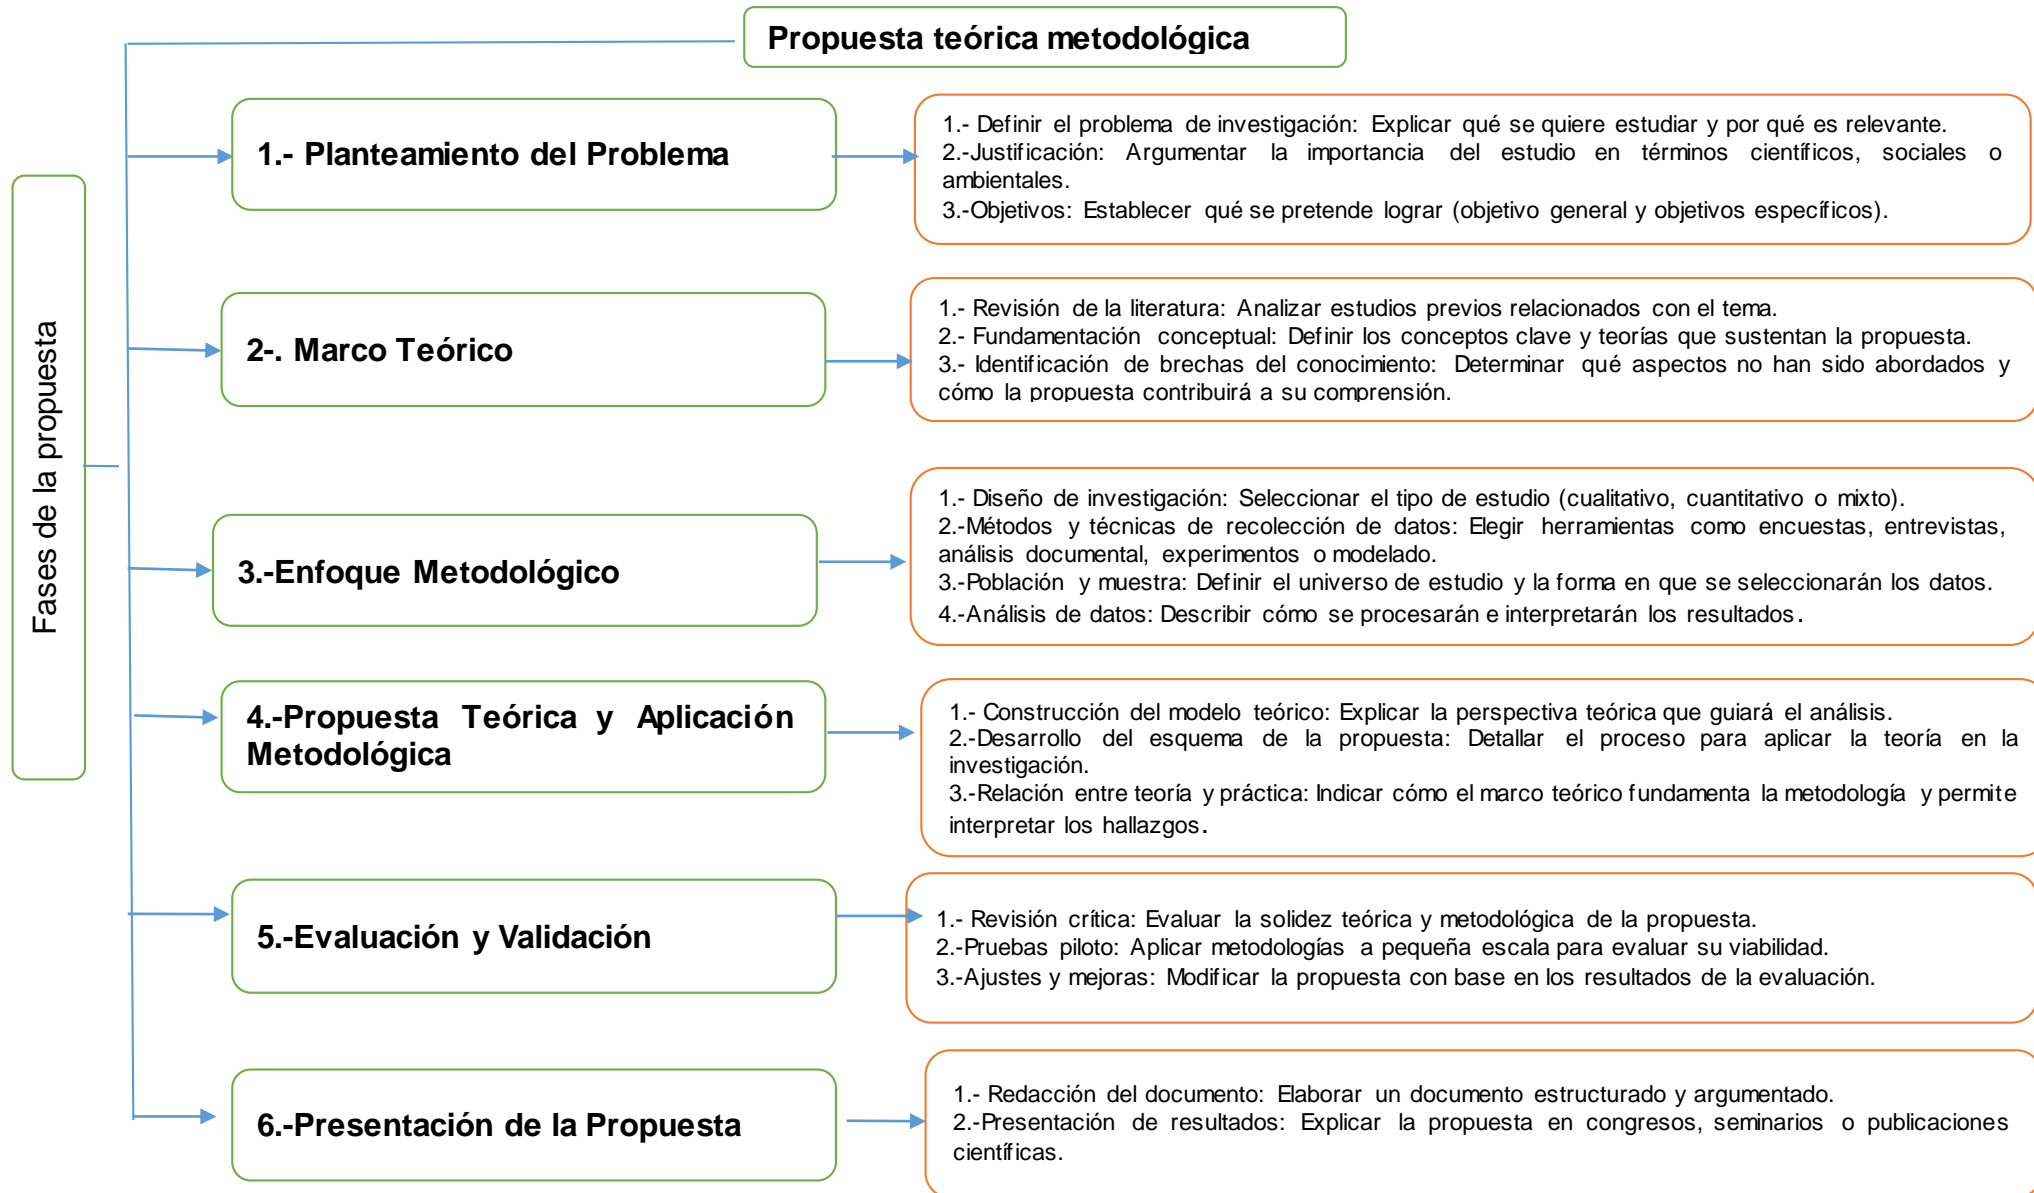 Propuesta teórica metodológica
Fases de la propuesta
1.- Planteamiento del Problema
1.- Definir el problema de investigación: Explicar qué se quiere estudiar y por qué es relevante.
2.-Justificación: Argumentar la importancia del estudio en términos científicos, sociales o
ambientales.
3.-Objetivos: Establecer qué se pretende lograr (objetivo general y objetivos específicos).
2-. Marco Teórico
1.- Revisión de la literatura: Analizar estudios previos relacionados con el tema.
2.- Fundamentación conceptual: Definir los conceptos clave y teorías que sustentan la propuesta.
3.- Identificación de brechas del conocimiento: Determinar qué aspectos no han sido abordados y
cómo la propuesta contribuirá a su comprensión.
3.-Enfoque Metodológico
1.- Diseño de investigación: Seleccionar el tipo de estudio (cualitativo, cuantitativo o mixto).
2.-Métodos y técnicas de recolección de datos: Elegir herramientas como encuestas, entrevistas,
análisis documental, experimentos o modelado.
3.-Población y muestra: Definir el universo de estudio y la forma en que se seleccionarán los datos.
4.-Análisis de datos: Describir cómo se procesarán e interpretarán los resultados.
4.-Propuesta Teórica y Aplicación
Metodológica
1.- Construcción del modelo teórico: Explicar la perspectiva teórica que guiará el análisis.
2.-Desarrollo del esquema de la propuesta: Detallar el proceso para aplicar la teoría en la
investigación.
3.-Relación entre teoría y práctica: Indicar cómo el marco teórico fundamenta la metodología y permite
interpretar los hallazgos.
5.-Evaluación y Validación
1.- Revisión crítica: Evaluar la solidez teórica y metodológica de la propuesta.
2.-Pruebas piloto: Aplicar metodologías a pequeña escala para evaluar su viabilidad.
3.-Ajustes y mejoras: Modificar la propuesta con base en los resultados de la evaluación.
6.-Presentación de la Propuesta
1.- Redacción del documento: Elaborar un documento estructurado y argumentado.
2.-Presentación de resultados: Explicar la propuesta en congresos, seminarios o publicaciones
científicas.